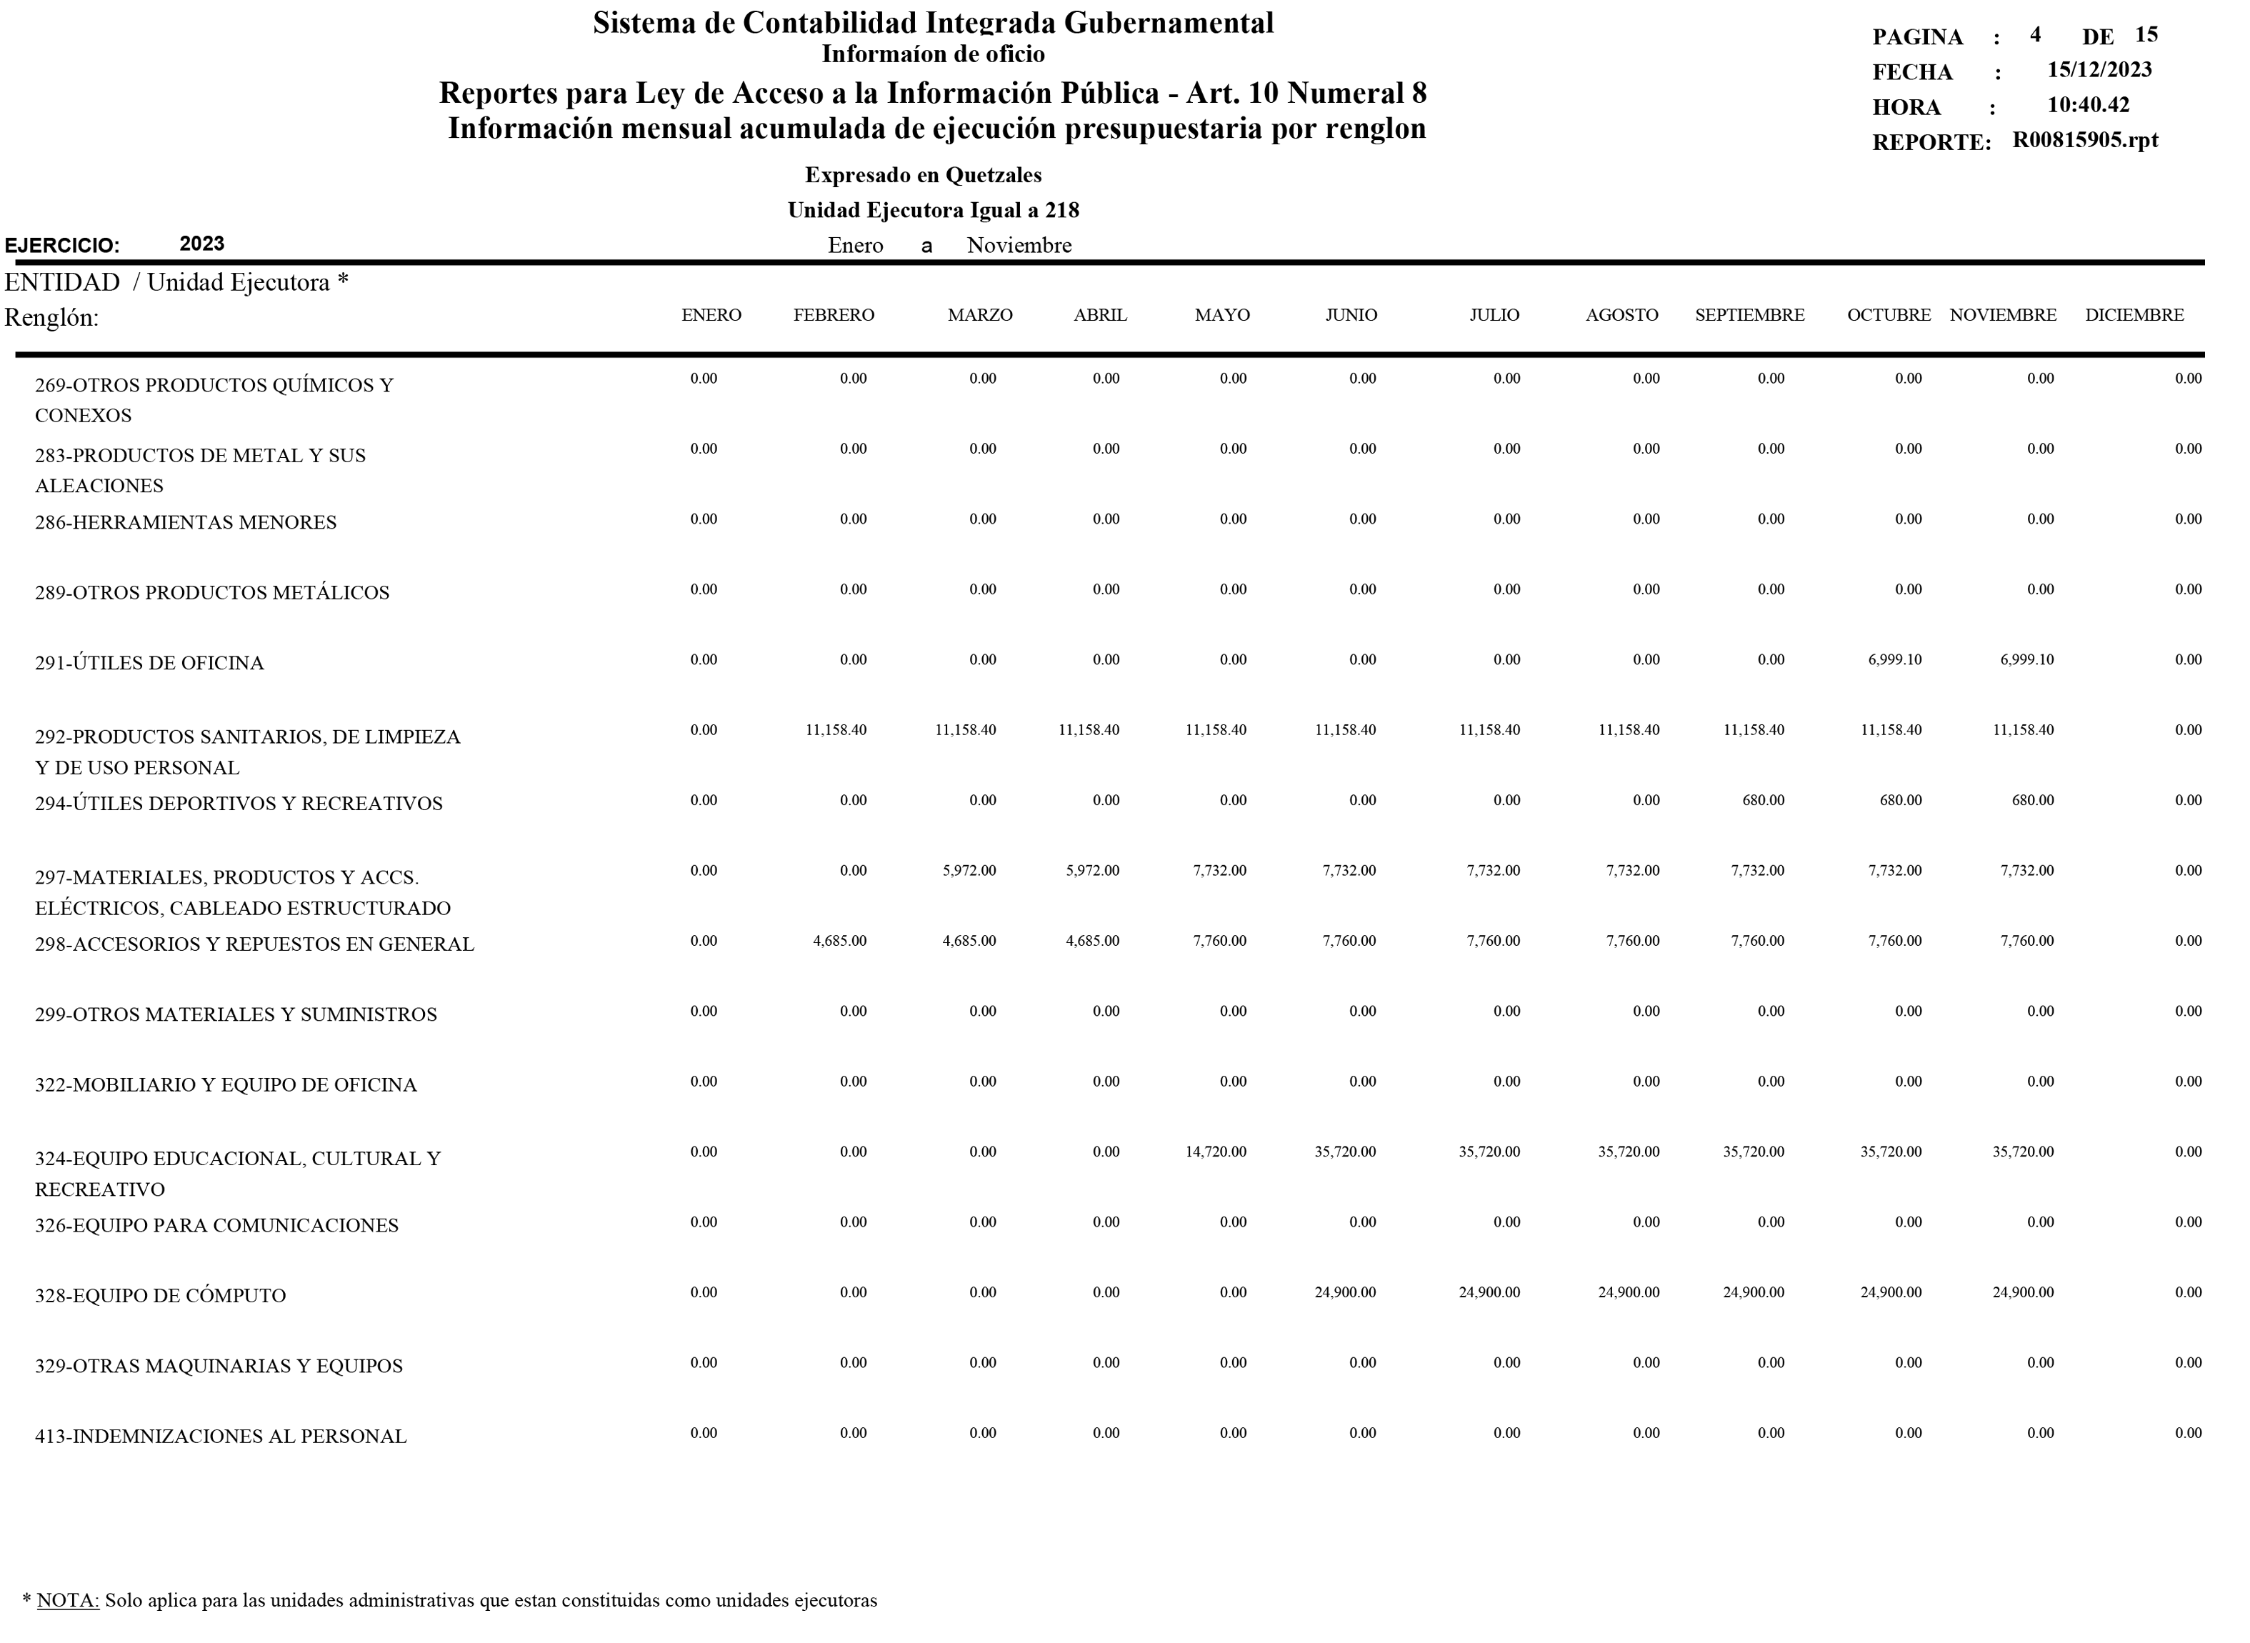 Sistema de Contabilidad Integrada Gubernamental
Informaíon de oficio
Reportes para Ley de Acceso a la Información Pública - Art. 10 Numeral 8
Información mensual acumulada de ejecución presupuestaria por renglon
Expresado en Quetzales
Unidad Ejecutora Igual a 218
PAGINA : 4 DE 15
FECHA : 15/12/2023
HORA : 10:40.42
REPORTE: R00815905.rpt
EJERCICIO: 2023 Enero a Noviembre
ENTIDAD / Unidad Ejecutora *
Renglón: ENERO FEBRERO MARZO ABRIL MAYO JUNIO JULIO AGOSTO SEPTIEMBRE OCTUBRE NOVIEMBRE DICIEMBRE
269-OTROS PRODUCTOS QUÍMICOS Y 0.00 0.00 0.00 0.00 0.00 0.00 0.00 0.00 0.00 0.00 0.00 0.00
CONEXOS
283-PRODUCTOS DE METAL Y SUS 0.00 0.00 0.00 0.00 0.00 0.00 0.00 0.00 0.00 0.00 0.00 0.00
ALEACIONES
286-HERRAMIENTAS MENORES 0.00 0.00 0.00 0.00 0.00 0.00 0.00 0.00 0.00 0.00 0.00 0.00
289-OTROS PRODUCTOS METÁLICOS 0.00 0.00 0.00 0.00 0.00 0.00 0.00 0.00 0.00 0.00 0.00 0.00
291-ÚTILES DE OFICINA 0.00 0.00 0.00 0.00 0.00 0.00 0.00 0.00 0.00 6,999.10 6,999.10 0.00
292-PRODUCTOS SANITARIOS, DE LIMPIEZA 0.00 11,158.40 11,158.40 11,158.40 11,158.40 11,158.40 11,158.40 11,158.40 11,158.40 11,158.40 11,158.40 0.00
Y DE USO PERSONAL
294-ÚTILES DEPORTIVOS Y RECREATIVOS 0.00 0.00 0.00 0.00 0.00 0.00 0.00 0.00 680.00 680.00 680.00 0.00
297-MATERIALES, PRODUCTOS Y ACCS. 0.00 0.00 5,972.00 5,972.00 7,732.00 7,732.00 7,732.00 7,732.00 7,732.00 7,732.00 7,732.00 0.00
ELÉCTRICOS, CABLEADO ESTRUCTURADO
298-ACCESORIOS Y REPUESTOS EN GENERAL 0.00 4,685.00 4,685.00 4,685.00 7,760.00 7,760.00 7,760.00 7,760.00 7,760.00 7,760.00 7,760.00 0.00
299-OTROS MATERIALES Y SUMINISTROS 0.00 0.00 0.00 0.00 0.00 0.00 0.00 0.00 0.00 0.00 0.00 0.00
322-MOBILIARIO Y EQUIPO DE OFICINA 0.00 0.00 0.00 0.00 0.00 0.00 0.00 0.00 0.00 0.00 0.00 0.00
324-EQUIPO EDUCACIONAL, CULTURAL Y 0.00 0.00 0.00 0.00 14,720.00 35,720.00 35,720.00 35,720.00 35,720.00 35,720.00 35,720.00 0.00
RECREATIVO
326-EQUIPO PARA COMUNICACIONES 0.00 0.00 0.00 0.00 0.00 0.00 0.00 0.00 0.00 0.00 0.00 0.00
328-EQUIPO DE CÓMPUTO 0.00 0.00 0.00 0.00 0.00 24,900.00 24,900.00 24,900.00 24,900.00 24,900.00 24,900.00 0.00
329-OTRAS MAQUINARIAS Y EQUIPOS 0.00 0.00 0.00 0.00 0.00 0.00 0.00 0.00 0.00 0.00 0.00 0.00
413-INDEMNIZACIONES AL PERSONAL 0.00 0.00 0.00 0.00 0.00 0.00 0.00 0.00 0.00 0.00 0.00 0.00
* NOTA: Solo aplica para las unidades administrativas que estan constituidas como unidades ejecutoras